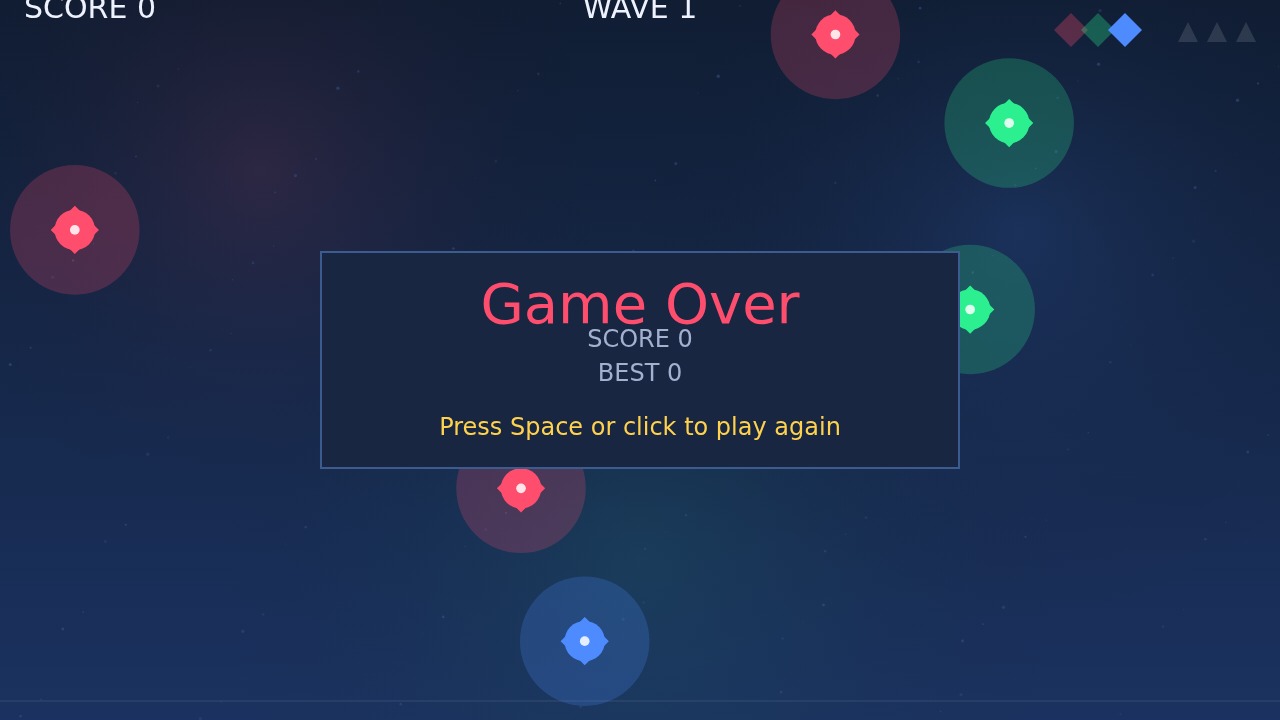 SCORE 0
WAVE 1
Game Over
SCORE 0
BEST 0
Press Space or click to play again